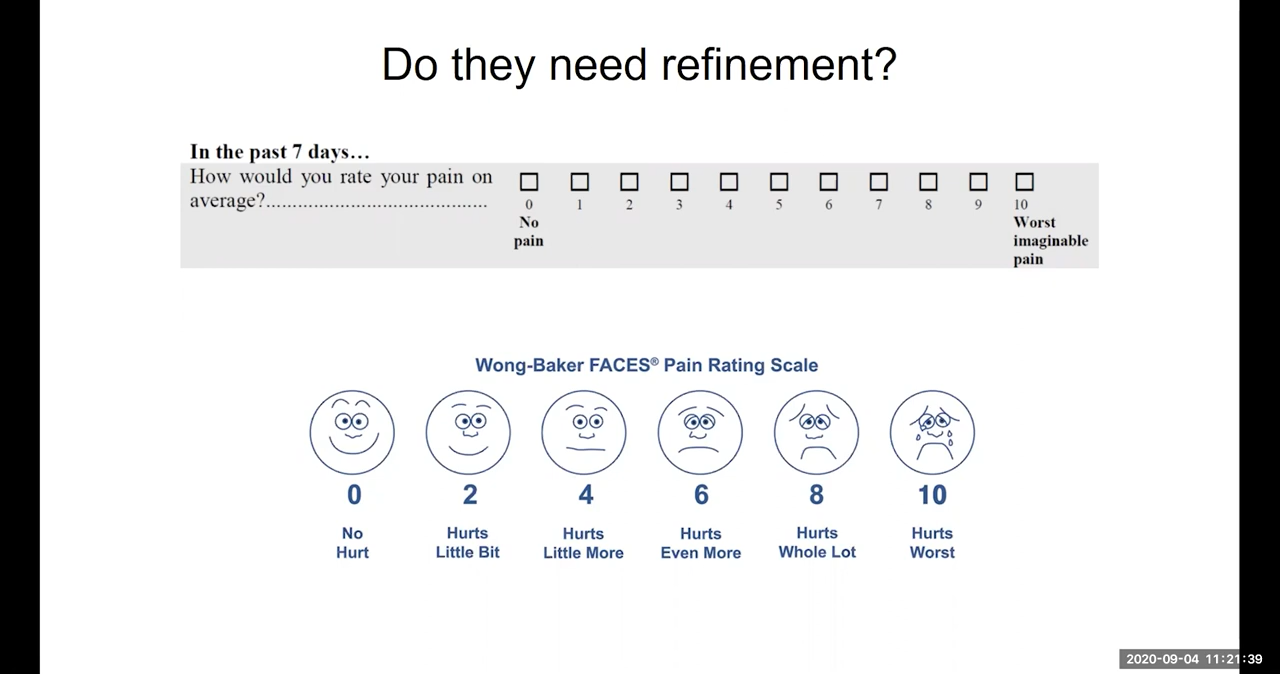 Do they need refinement?
In the past 7 days…
How would you rate your pain on
average?..........................................
0 1 2 3 4 5 6 7 8 9 10
No
pain
Worst
imaginable
pain
Wong-Baker FACES® Pain Rating Scale
0 2 4 6 8 10
No
Hurt
Hurts
Little Bit
Hurts
Little More
Hurts
Even More
Hurts
Whole Lot
Hurts
Worst
2020-09-04 11:21:39